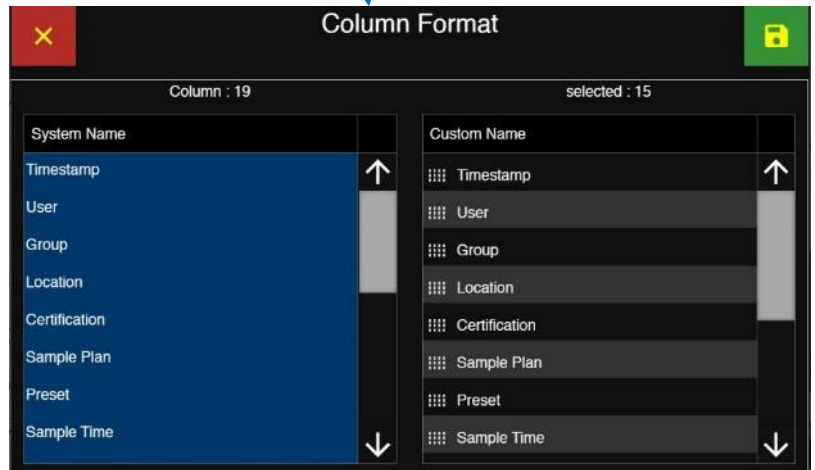 Column Format
Column : 19
selected : 15
System Name
Timestamp
User
Group
Location
Certification
Sample Plan
Preset
Sample Time
Custom Name
Timestamp
User
Group
Location
Certification
Sample Plan
Preset
Sample Time